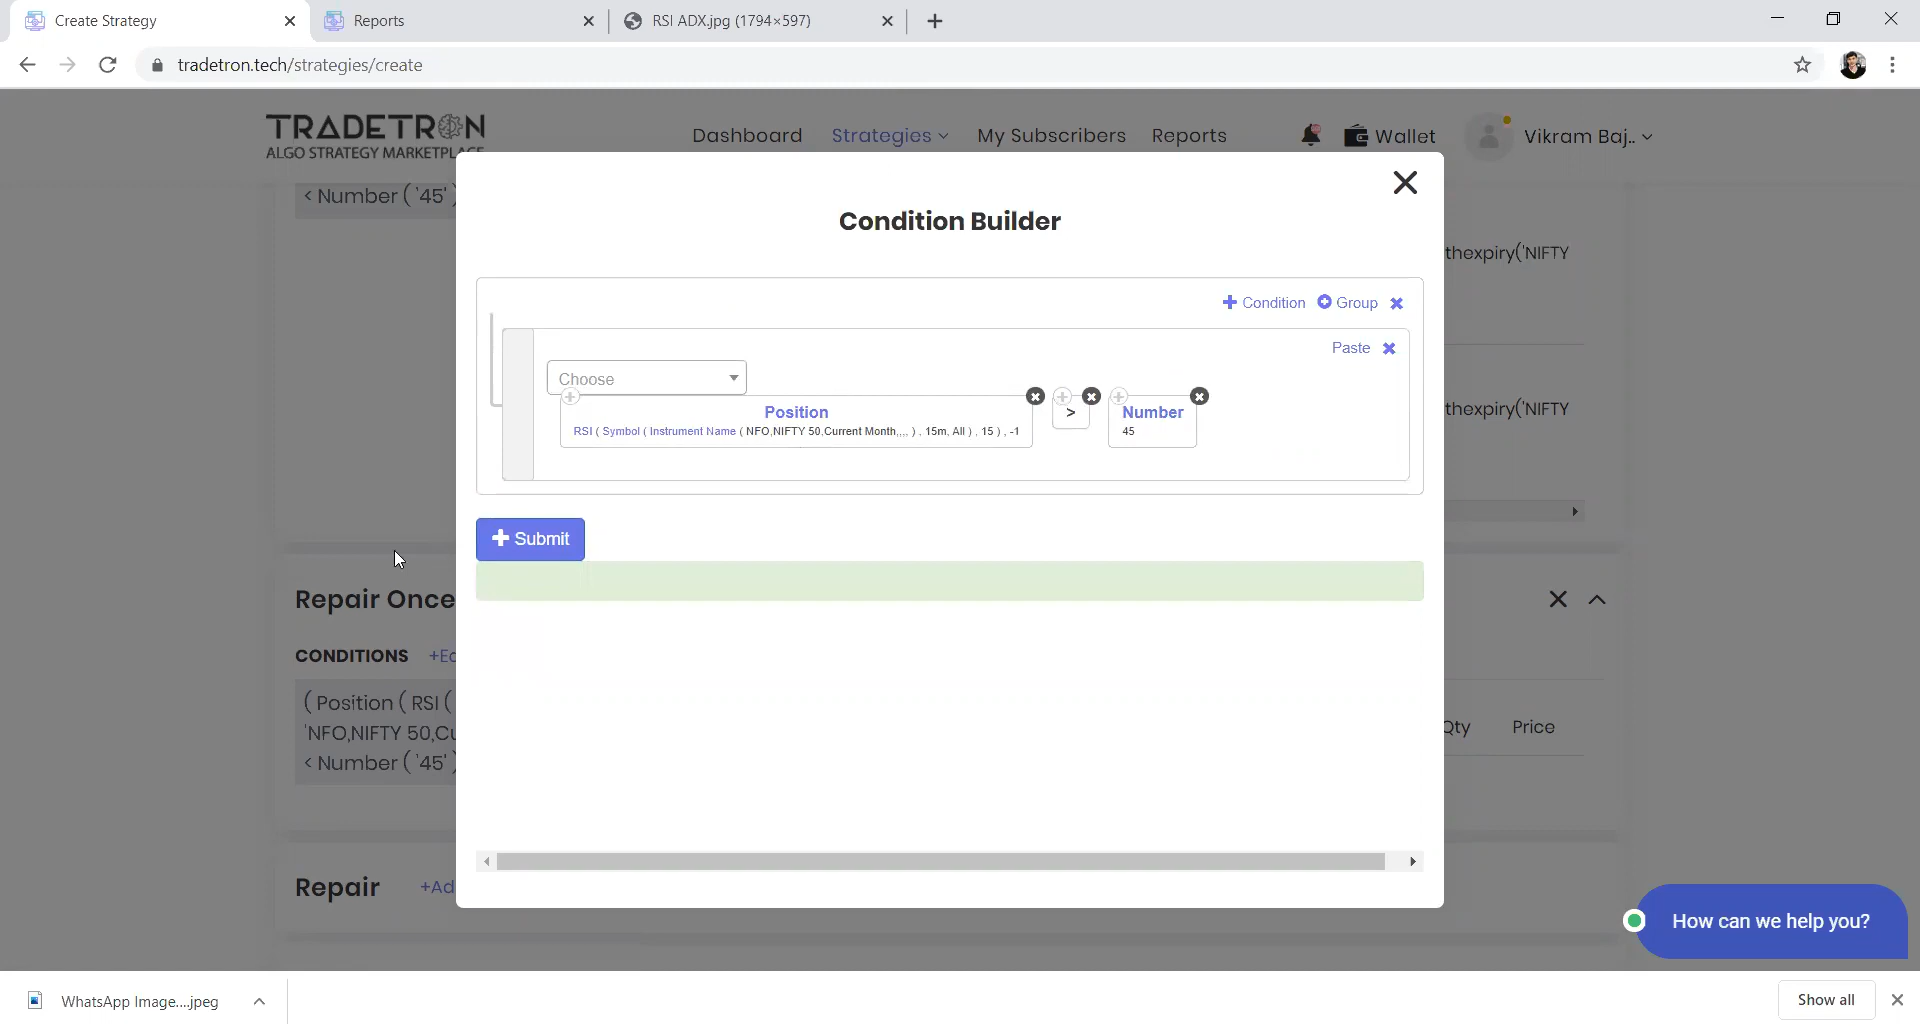 Create Strategy
Reports
RSI ADX.jpg (1794×597)
tradetron.tech/strategies/create
TRADETRON
ALGO STRATEGY MARKETPLACE
Dashboard
Strategies
My Subscribers
Reports
Wallet
Vikram Baj..
Condition Builder
< Number ( '45' )
+ Condition
Group
Paste
Choose
Position
RSI ( Symbol ( Instrument Name ( NFO,NIFTY 50,Current Month,,,, ) , 15m, All ) , 15 ) , -1
>
Number
45
thexpiry('NIFTY
thexpiry('NIFTY
+ Submit
Repair Once
CONDITIONS
+Ed
( Position ( RSI (
'NFO,NIFTY 50,Cu
< Number ( '45' )
Qty
Price
Repair
+Ad
How can we help you?
WhatsApp Image....jpeg
Show all